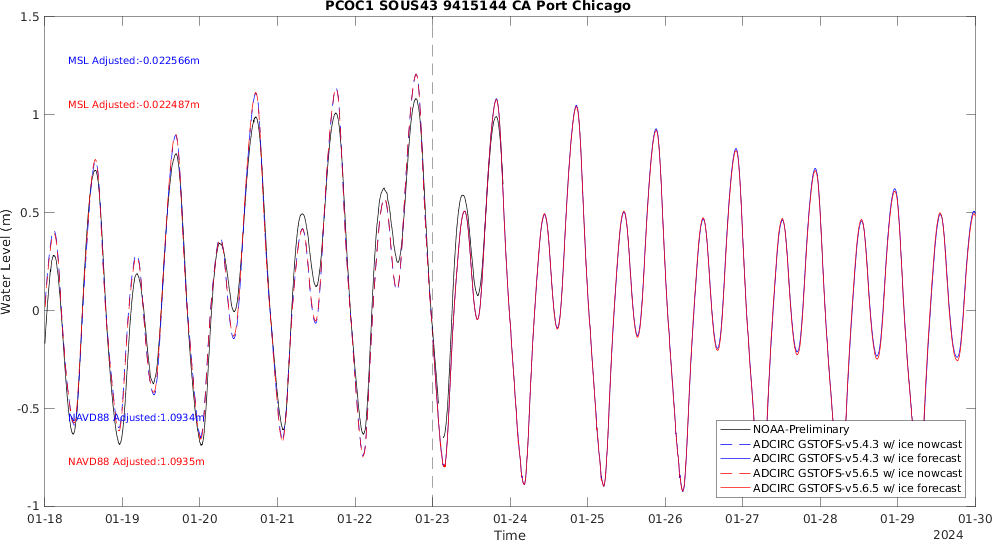 PCOC1 SOUS43 9415144 CA Port Chicago
1.5
1
0.5
0
-0.5
-1
Water Level (m)
MSL Adjusted:-0.022566m
MSL Adjusted:-0.022487m
NAVD88 Adjusted:1.0934m
NAVD88 Adjusted:1.0935m
NOAA-Preliminary
ADCIRC GSTOFS-v5.4.3 w/ ice nowcast
ADCIRC GSTOFS-v5.4.3 w/ ice forecast
ADCIRC GSTOFS-v5.6.5 w/ ice nowcast
ADCIRC GSTOFS-v5.6.5 w/ ice forecast
01-18 01-19 01-20 01-21 01-22 01-23 01-24 01-25 01-26 01-27 01-28 01-29 01-30
Time
2024